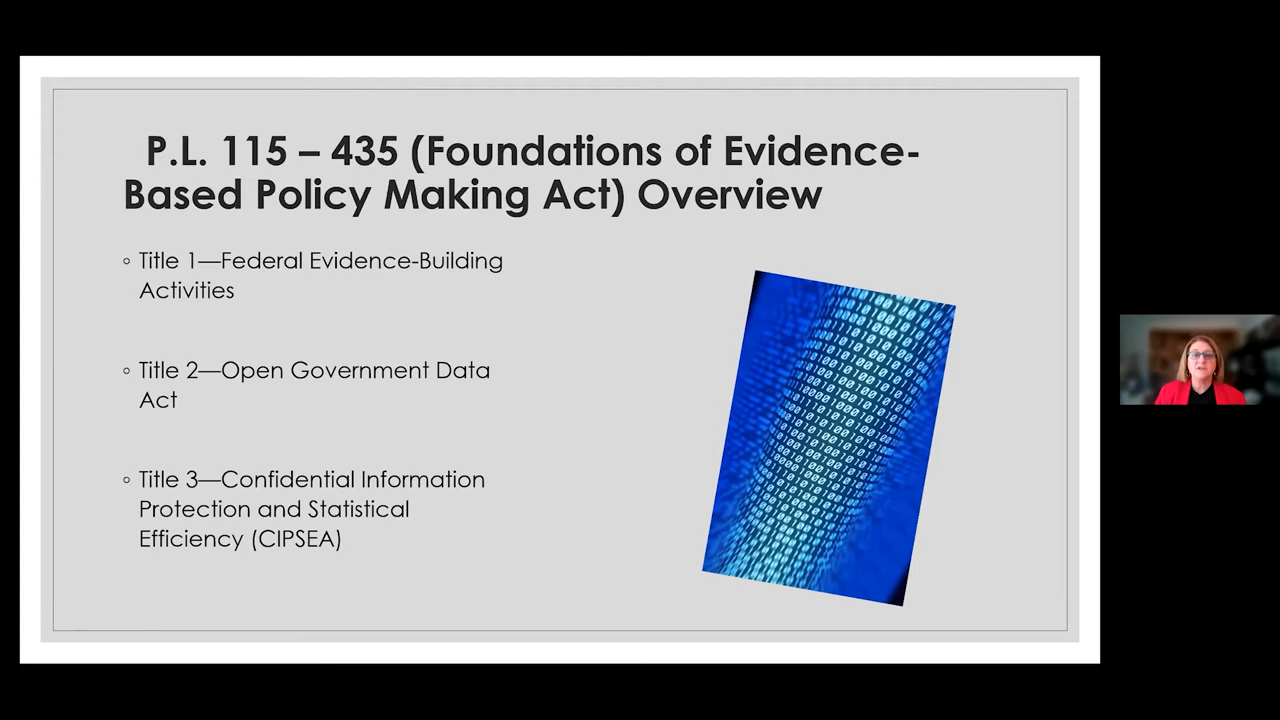 P.L. 115 – 435 (Foundations of Evidence-
Based Policy Making Act) Overview
◦ Title 1—Federal Evidence-Building
Activities
◦ Title 2—Open Government Data
Act
◦ Title 3—Confidential Information
Protection and Statistical
Efficiency (CIPSEA)